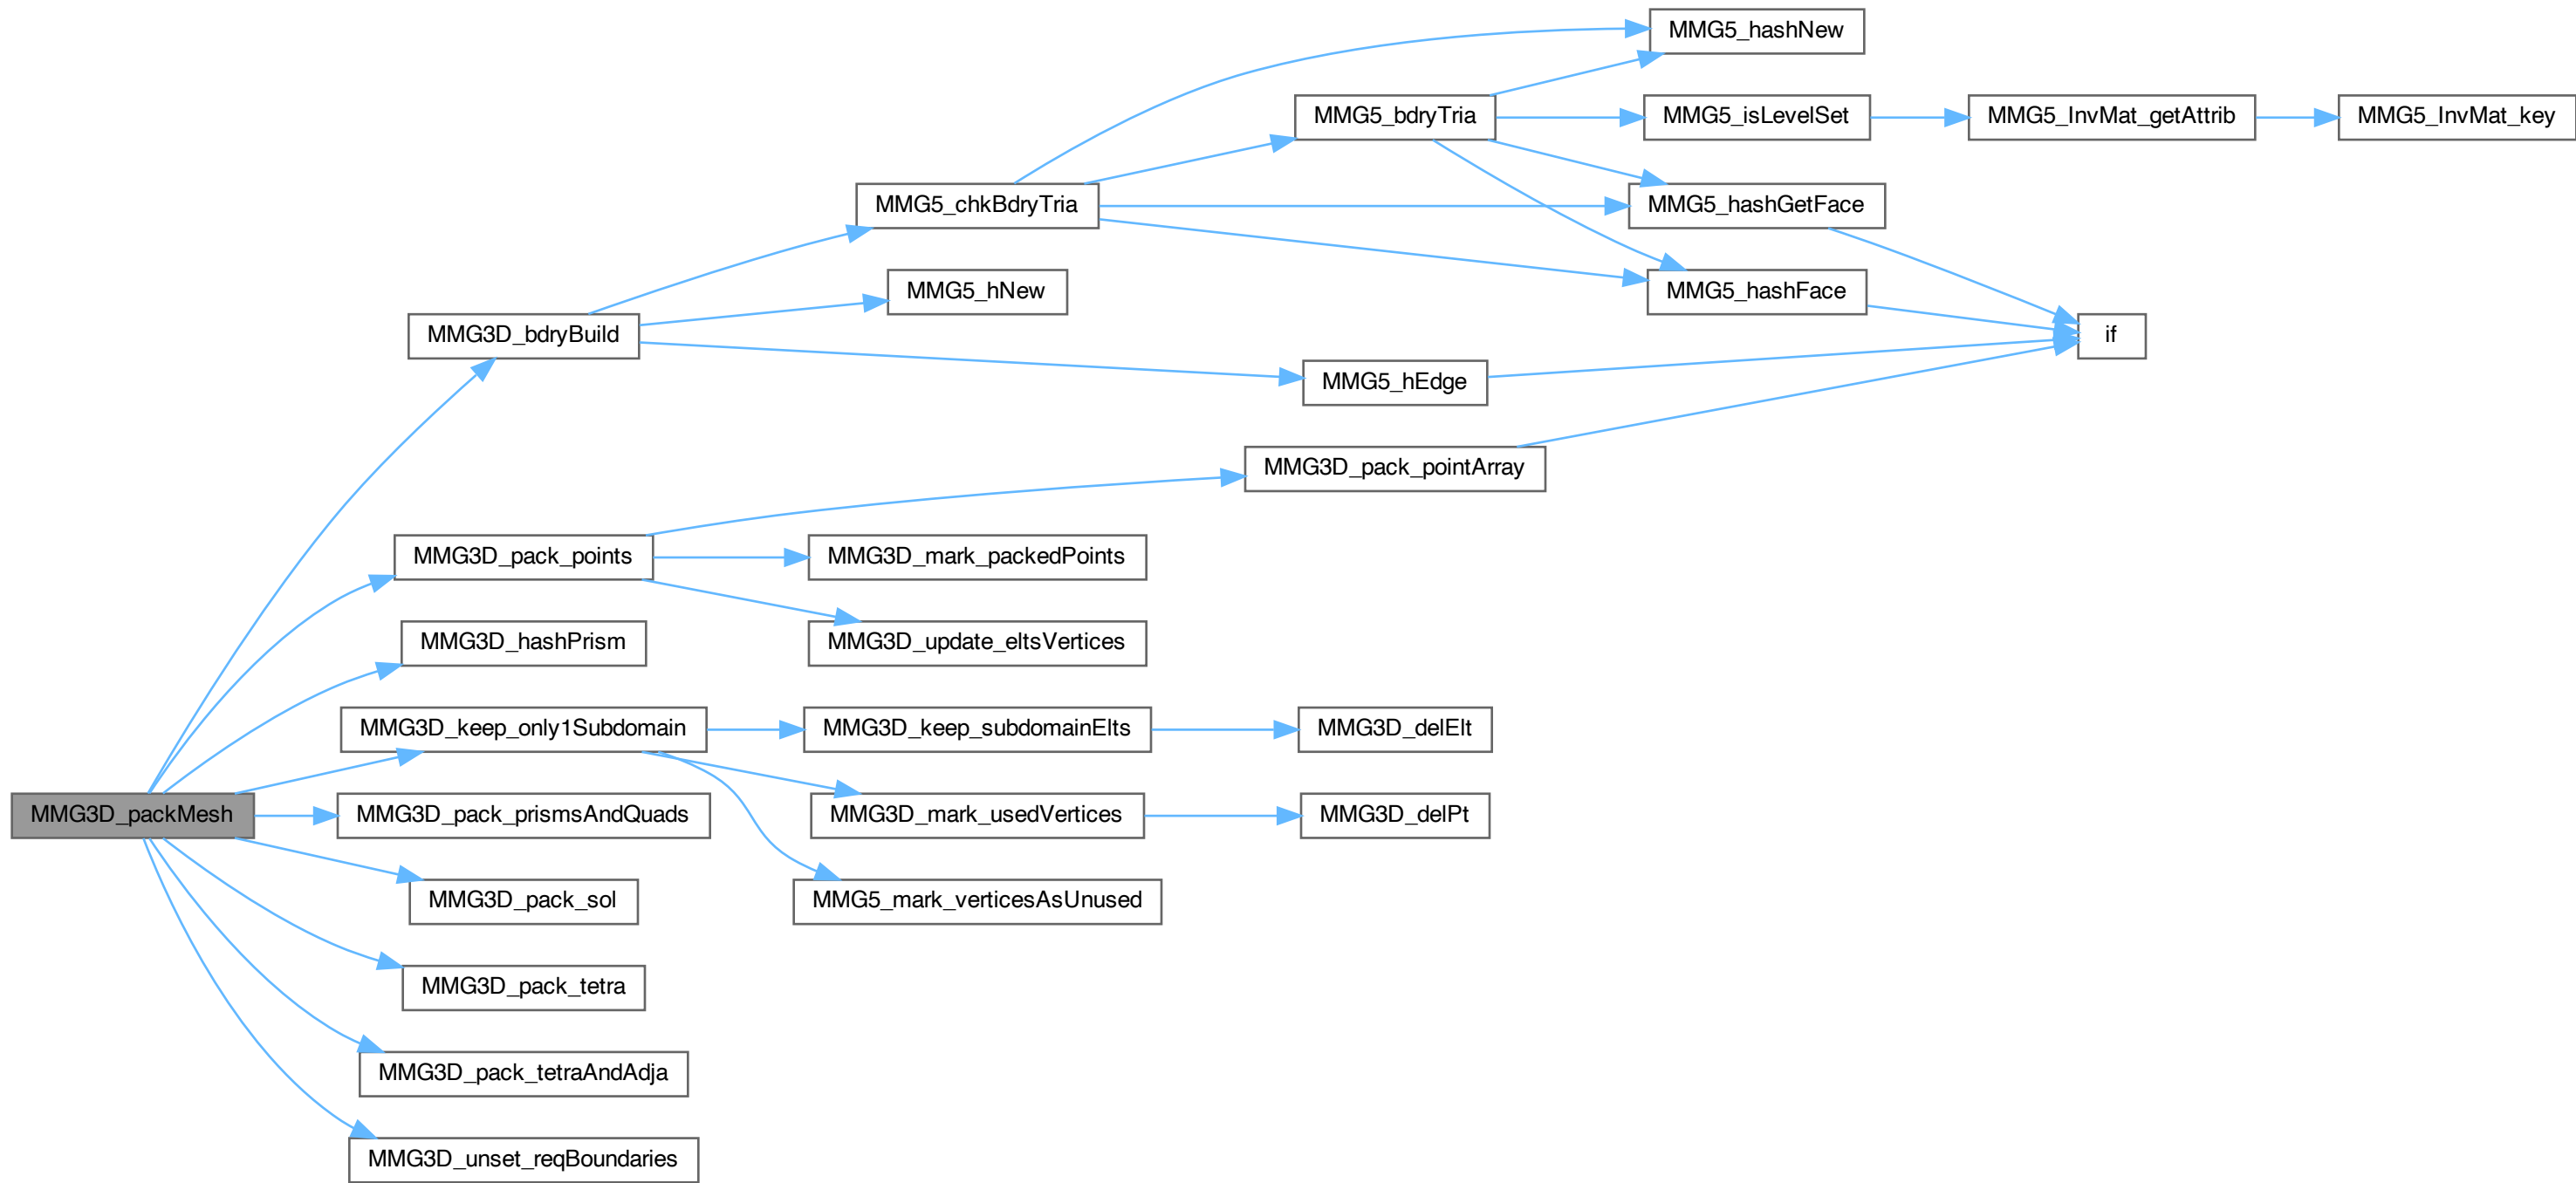 MMG5_hashNew
MMG5_bdryTria
MMG5_isLevelSet
MMG5_InvMat_getAttrib
MMG5_InvMat_key
MMG5_chkBdryTria
MMG5_hashGetFace
MMG5_hNew
MMG5_hashFace
MMG3D_bdryBuild
if
MMG5_hEdge
MMG3D_pack_pointArray
MMG3D_pack_points
MMG3D_mark_packedPoints
MMG3D_hashPrism
MMG3D_update_eltsVertices
MMG3D_keep_only1Subdomain
MMG3D_keep_subdomainElts
MMG3D_delElt
MMG3D_packMesh
MMG3D_pack_prismsAndQuads
MMG3D_mark_usedVertices
MMG3D_delPt
MMG3D_pack_sol
MMG5_mark_verticesAsUnused
MMG3D_pack_tetra
MMG3D_pack_tetraAndAdja
MMG3D_unset_reqBoundaries